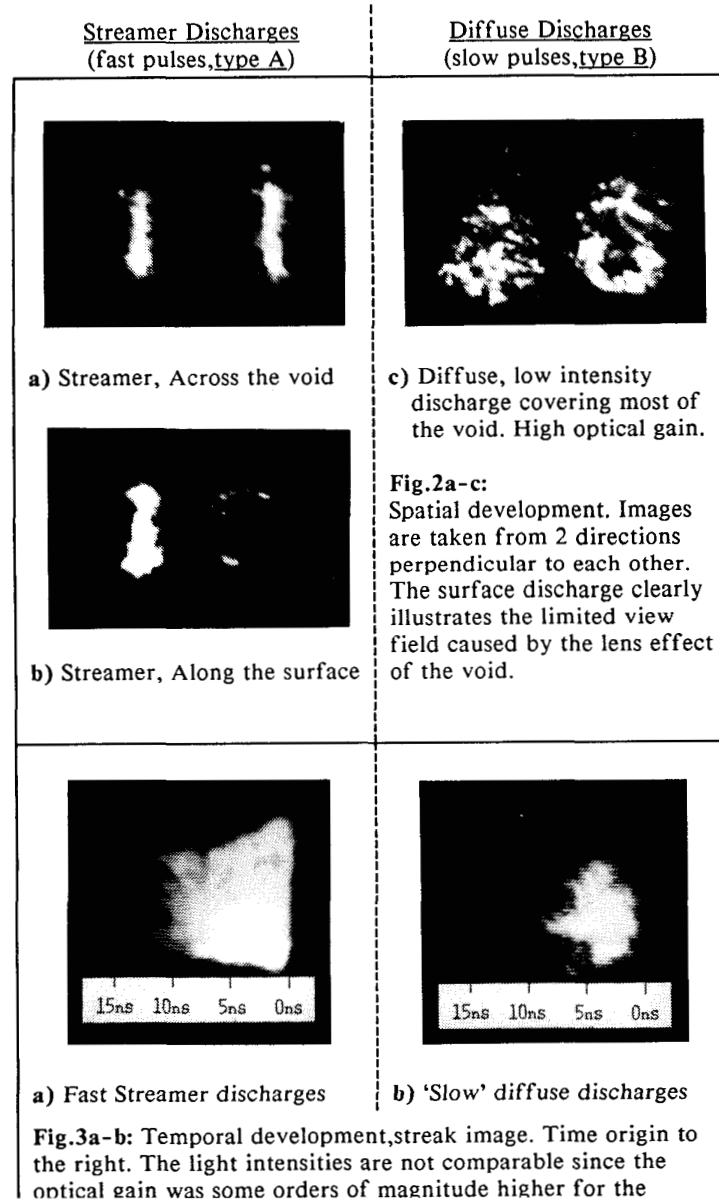 Streamer Discharges
(fast pulses,type A)
Diffuse Discharges
(slow pulses,type B)
a) Streamer, Across the void
b) Streamer, Along the surface
c) Diffuse, low intensity
discharge covering most of
the void. High optical gain.
Fig.2a-c:
Spatial development. Images
are taken from 2 directions
perpendicular to each other.
The surface discharge clearly
illustrates the limited view
field caused by the lens effect
of the void.
15ns 10ns 5ns 0ns
a) Fast Streamer discharges
15ns 10ns 5ns 0ns
b) 'Slow' diffuse discharges
Fig.3a-b: Temporal development,streak image. Time origin to
the right. The light intensities are not comparable since the
optical gain was some orders of magnitude higher for the